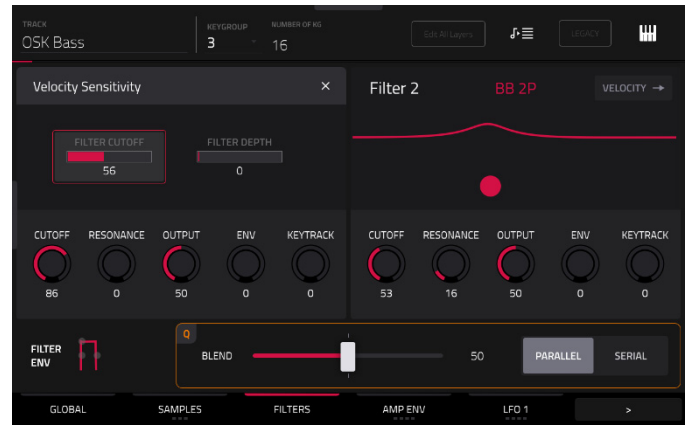 TRACK
OSK Bass
KEYGROUP
3
NUMBER OF KG
16
Edit All Layers
LEGACY
Velocity Sensitivity
×
Filter 2
BB 2P
VELOCITY →
FILTER CUTOFF
56
FILTER DEPTH
0
CUTOFF RESONANCE OUTPUT ENV KEYTRACK
86 0 50 0 0
CUTOFF RESONANCE OUTPUT ENV KEYTRACK
53 16 50 0 0
FILTER
ENV
Q
BLEND
50
PARALLEL
SERIAL
GLOBAL SAMPLES FILTERS AMP ENV LFO 1 >